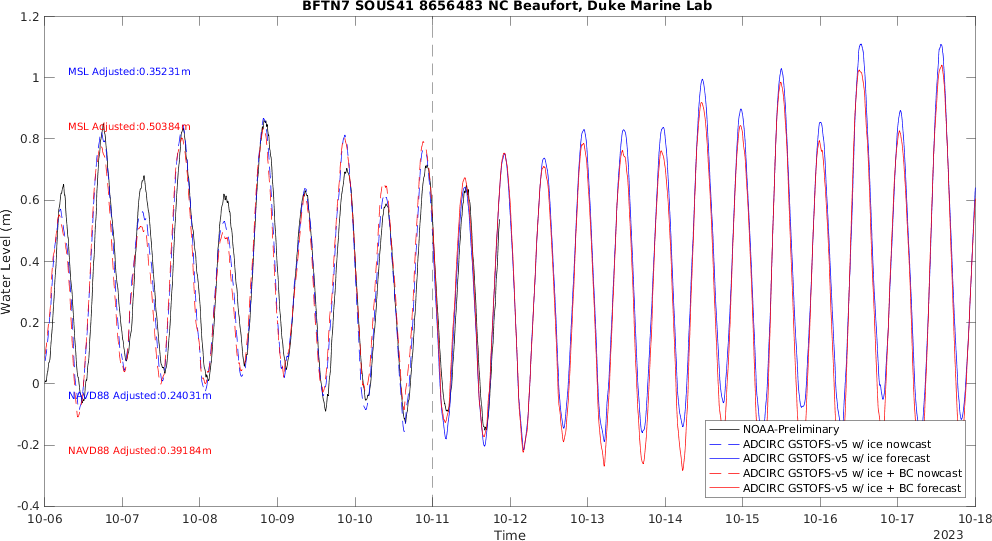 BFTN7 SOUS41 8656483 NC Beaufort, Duke Marine Lab
Water Level (m)
1.2
1
0.8
0.6
0.4
0.2
0
-0.2
-0.4
MSL Adjusted:0.35231m
MSL Adjusted:0.50384m
NAVD88 Adjusted:0.24031m
NAVD88 Adjusted:0.39184m
NOAA-Preliminary
ADCIRC GSTOFS-v5 w/ ice nowcast
ADCIRC GSTOFS-v5 w/ ice forecast
ADCIRC GSTOFS-v5 w/ ice + BC nowcast
ADCIRC GSTOFS-v5 w/ ice + BC forecast
10-06 10-07 10-08 10-09 10-10 10-11 10-12 10-13 10-14 10-15 10-16 10-17 10-18
Time
2023